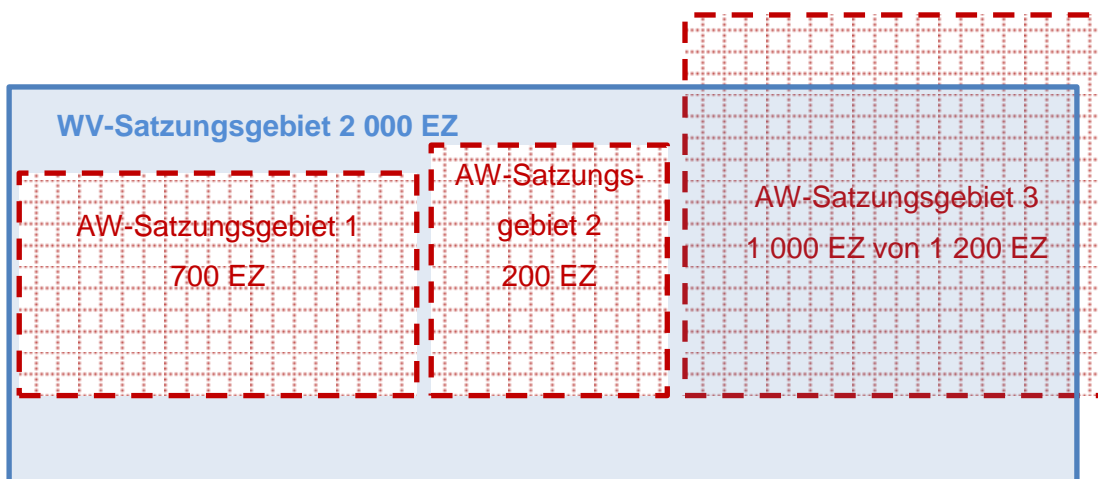 WV-Satzungsgebiet 2 000 EZ
AW-Satzungsgebiet 1
700 EZ
AW-Satzungs-
gebiet 2
200 EZ
AW-Satzungsgebiet 3
1 000 EZ von 1 200 EZ